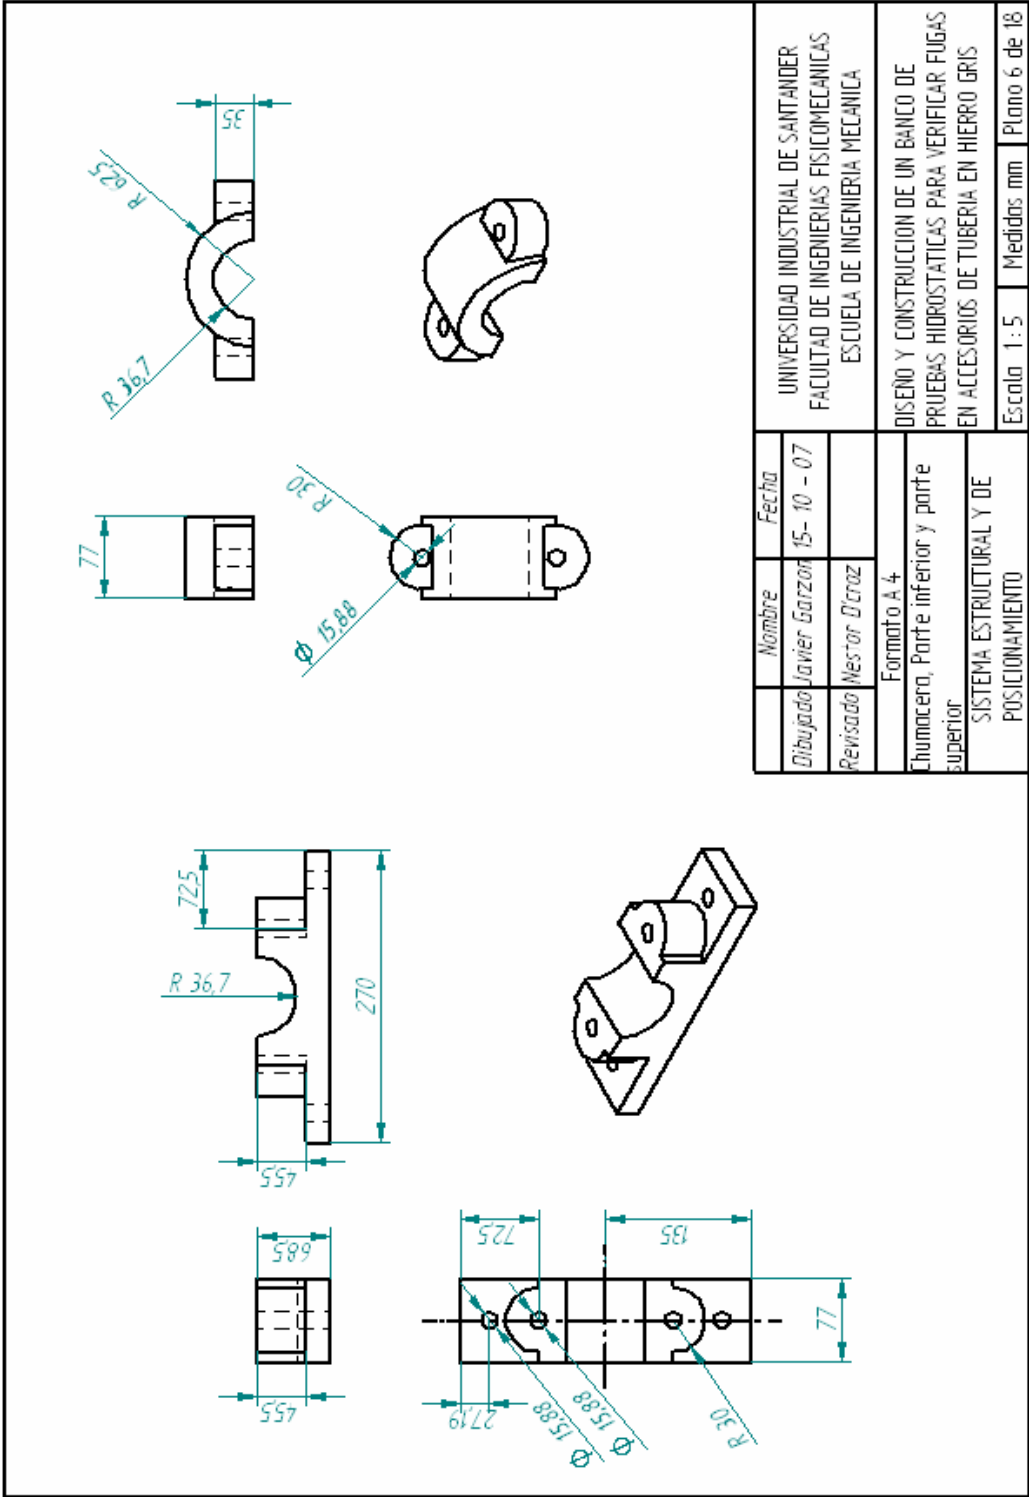 35
R 62,5
R 36,7
77
R 30
Φ 15,88
72,5
R 36,7
270
45,5
68,5
45,5
72,5
135
77
27,19
Φ 15,88
Φ 15,88
R 30
Nombre
Fecha
Dibujado
Javier Garzon
15- 10 - 07
Revisado
Nestor D'croz
Formato A 4
Chumacera, Parte inferior y parte
superior
SISTEMA ESTRUCTURAL Y DE
POSICIONAMIENTO
UNIVERSIDAD INDUSTRIAL DE SANTANDER
FACULTAD DE INGENIERIAS FISICOMECANICAS
ESCUELA DE INGENIERIA MECANICA
DISEÑO Y CONSTRUCCION DE UN BANCO DE
PRUEBAS HIDROSTATICAS PARA VERIFICAR FUGAS
EN ACCESORIOS DE TUBERIA EN HIERRO GRIS
Escala 1 : 5
Medidas mm
Plano 6 de 18